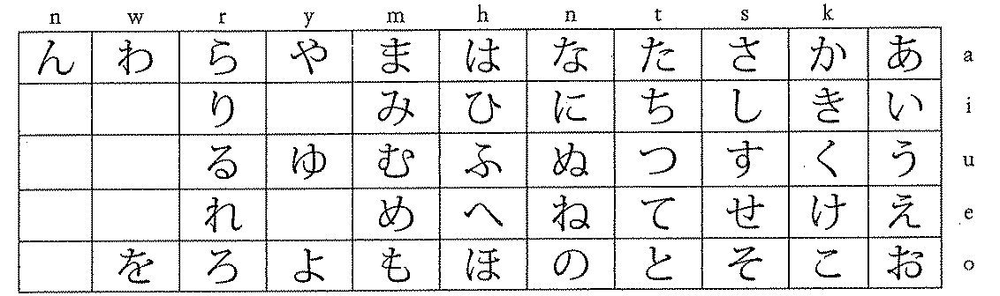 n w r y m h n t s k
ん わ ら や ま は な た さ か あ a
り み ひ に ち し き い i
る ゆ む ふ ぬ つ す く う u
れ め へ ね て せ け え e
を ろ よ も ほ の と そ こ お o